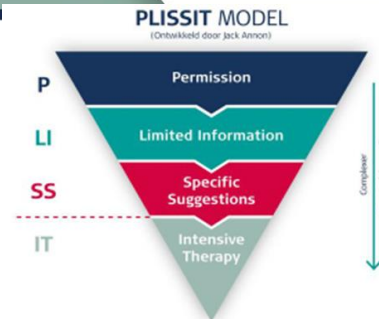 PLISSIT MODEL
(Ontwikkeld door Jack Annon)
P
Permission
LI
Limited Information
SS
Specific
Suggestions
IT
Intensive
Therapy
Complexer